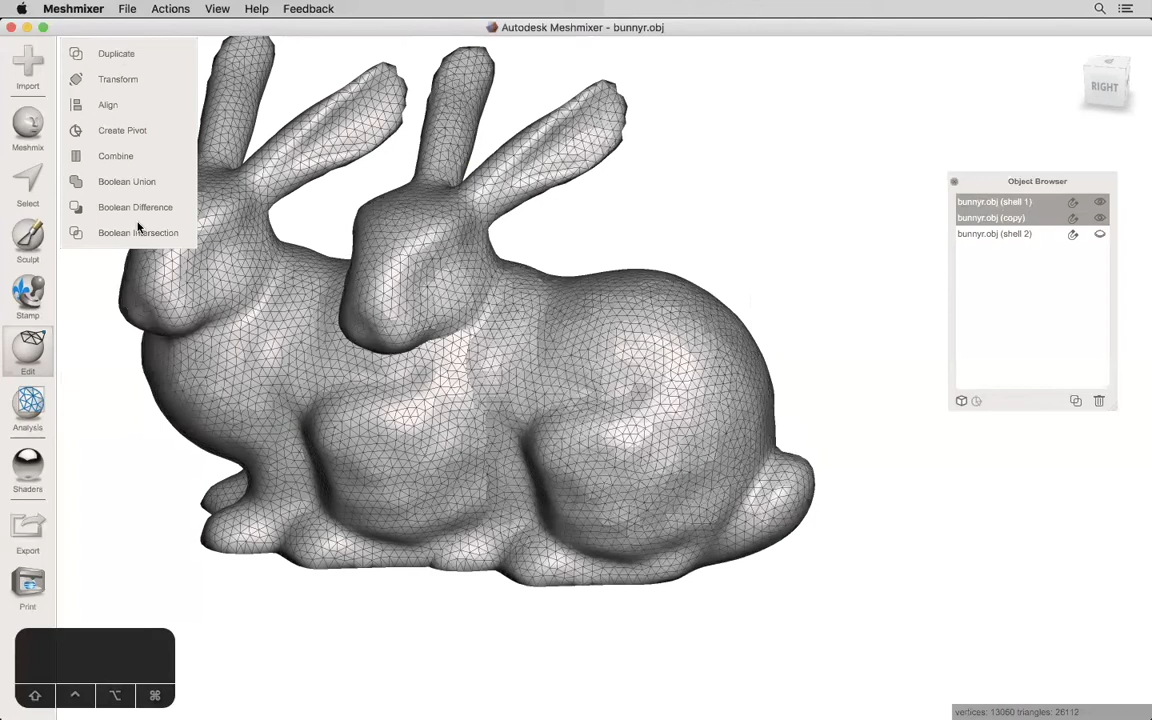 Meshmixer File Actions View Help Feedback
Autodesk Meshmixer - bunnyr.obj
Import
Meshmix
Select
Sculpt
Stamp
Edit
Analysis
Shaders
Export
Print
Duplicate
Transform
Align
Create Pivot
Combine
Boolean Union
Boolean Difference
Boolean Intersection
RIGHT
Object Browser
bunnyr.obj (shell 1)
bunnyr.obj (copy)
bunnyr.obj (shell 2)
vertices: 13060 triangles: 26112